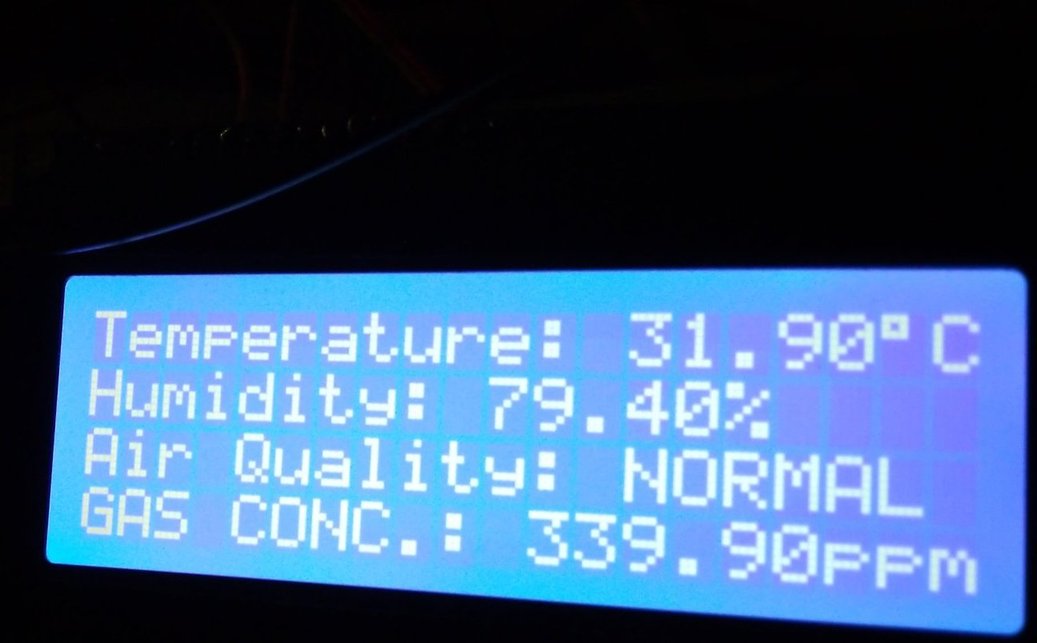 Temperature: 31.90°C
Humidity: 79.40%
Air Quality: NORMAL
GAS CONC.: 339.90ppm